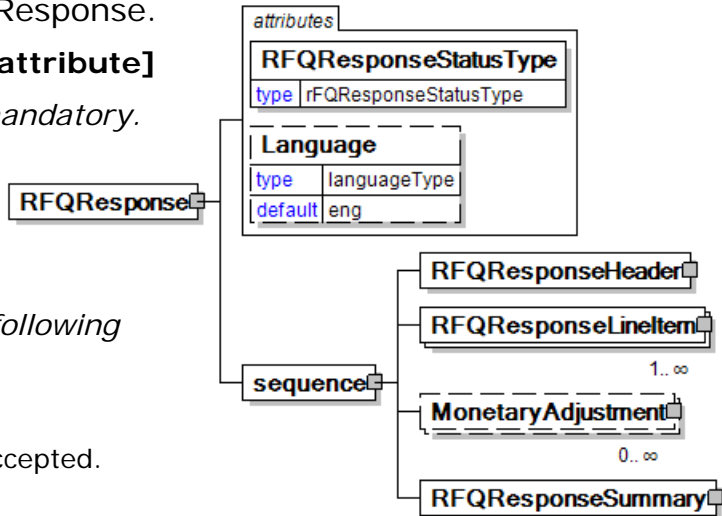 Response.
attribute]
andatory.
following
ccepted.
attributes
RFQResponseStatusType
type rFQResponseStatusType
Language
type languageType
default eng
RFQResponse
RFQResponseHeader
RFQResponseLineItem
1.. ∞
sequence
MonetaryAdjustment
0.. ∞
RFQResponseSummary